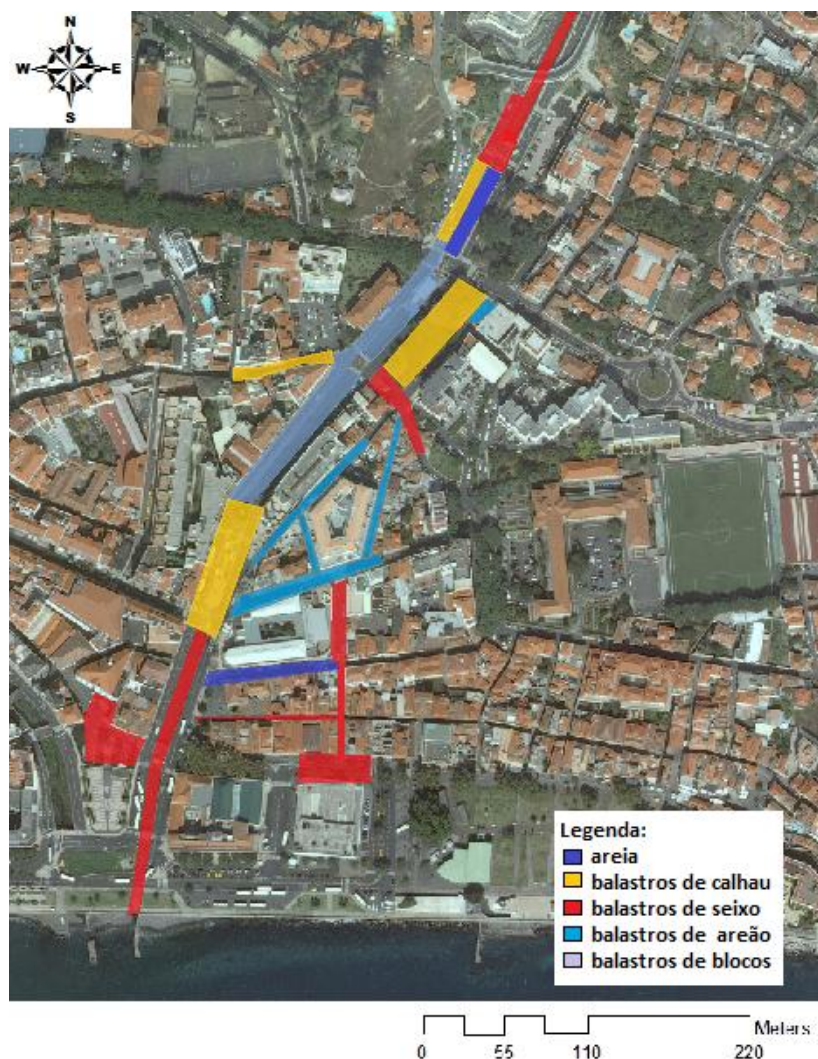 N
W E
S
Legenda:
areia
balastros de calhau
balastros de seixo
balastros de areão
balastros de blocos
Meters
0 55 110 220